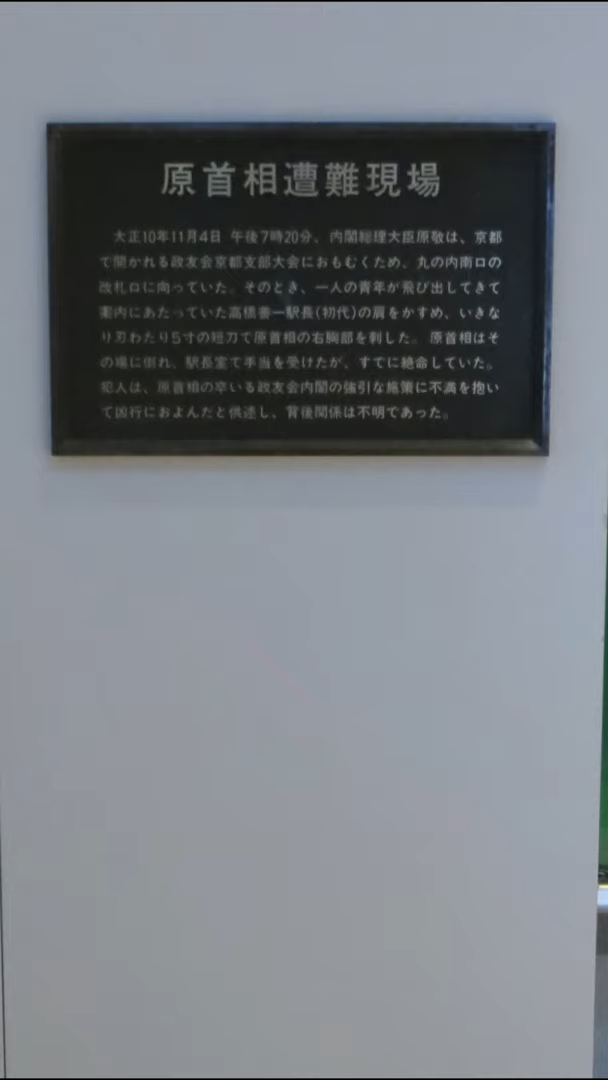 原首相遭難現場
大正10年11月4日 午後7時20分、内閣総理大臣原敬は、京都
で開かれる政友会京都支部大会におもむくため、丸の内南口の
改札口に向っていた。そのとき、一人の青年が飛び出してきて
案内にあたっていた高橋善一駅長(初代)の肩をかすめ、いきな
り刃わたり5寸の短刀で原首相の右胸部を刺した。原首相はそ
の場に倒れ、駅長室で手当を受けたが、すでに絶命していた。
犯人は、原首相の率いる政友会内閣の強引な施策に不満を抱い
て凶行におよんだと供述し、背後関係は不明であった。